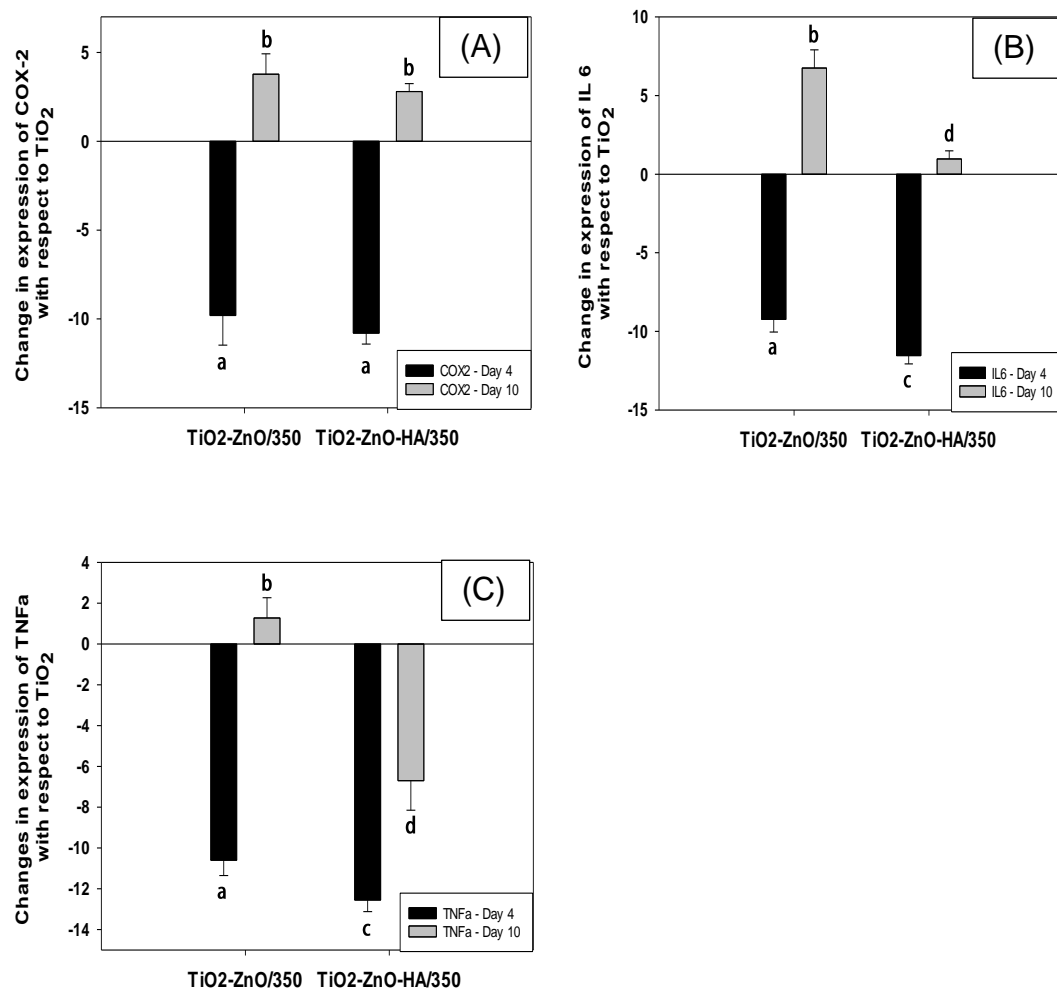 (A)
Change in expression of COX-2
with respect to TiO2
5
0
-5
-10
-15
b
b
a
a
COX2 - Day 4
COX2 - Day 10
TiO2-ZnO/350 TiO2-ZnO-HA/350
(B)
Change in expression of IL 6
with respect to TiO2
10
5
0
-5
-10
-15
b
d
a
c
IL6 - Day 4
IL6 - Day 10
TiO2-ZnO/350 TiO2-ZnO-HA/350
(C)
Changes in expression of TNFa
with respect to TiO2
4
2
0
-2
-4
-6
-8
-10
-12
-14
b
d
a
c
TNFa - Day 4
TNFa - Day 10
TiO2-ZnO/350 TiO2-ZnO-HA/350